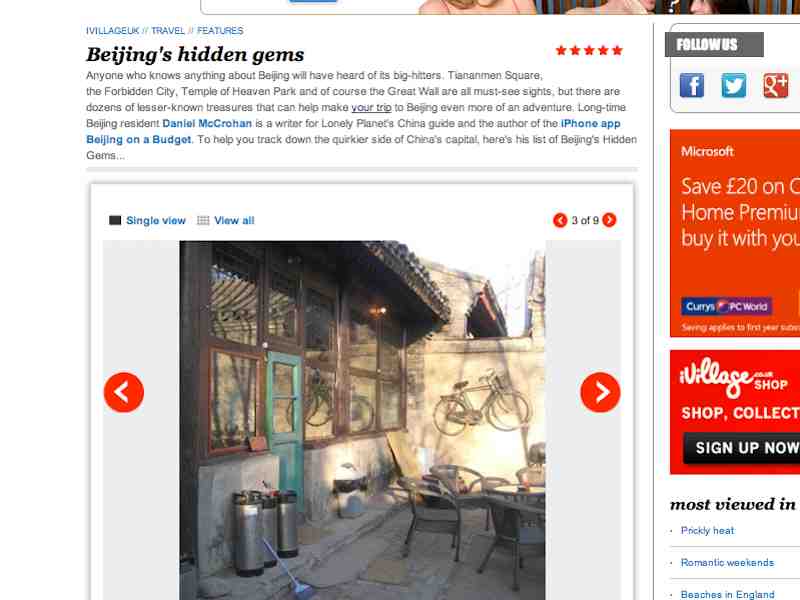 IVILLAGEUK // TRAVEL // FEATURES
Beijing's hidden gems
Anyone who knows anything about Beijing will have heard of its big-hitters. Tiananmen Square,
the Forbidden City, Temple of Heaven Park and of course the Great Wall are all must-see sights, but there are
dozens of lesser-known treasures that can help make your trip to Beijing even more of an adventure. Long-time
Beijing resident Daniel McCrohan is a writer for Lonely Planet's China guide and the author of the iPhone app
Beijing on a Budget. To help you track down the quirkier side of China's capital, here's his list of Beijing's Hidden
Gems...
Single view View all
3 of 9
FOLLOW US
Microsoft
Save £20 on
Home Premiu
buy it with you
Currys PC World
Saving applies to first year subs
iVillage.co.uk
SHOP
SHOP, COLLECT
SIGN UP NOW
most viewed in
· Prickly heat
· Romantic weekends
· Beaches in England